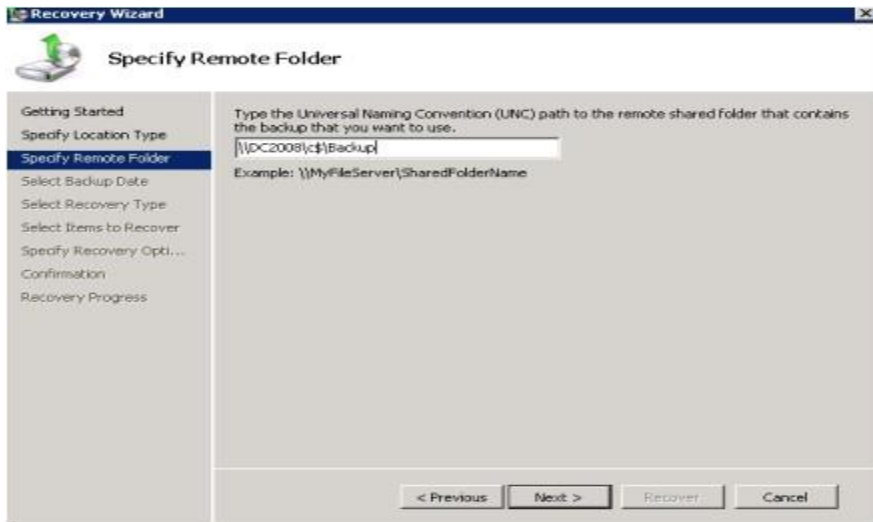 Recovery Wizard
Specify Remote Folder
Getting Started
Specify Location Type
Specify Remote Folder
Select Backup Date
Select Recovery Type
Select Items to Recover
Specify Recovery Opti...
Confirmation
Recovery Progress
Type the Universal Naming Convention (UNC) path to the remote shared folder that contains
the backup that you want to use.
\\DC2008\c$\Backup
Example: \\MyFileServer\SharedFolderName
< Previous
Next >
Recover
Cancel